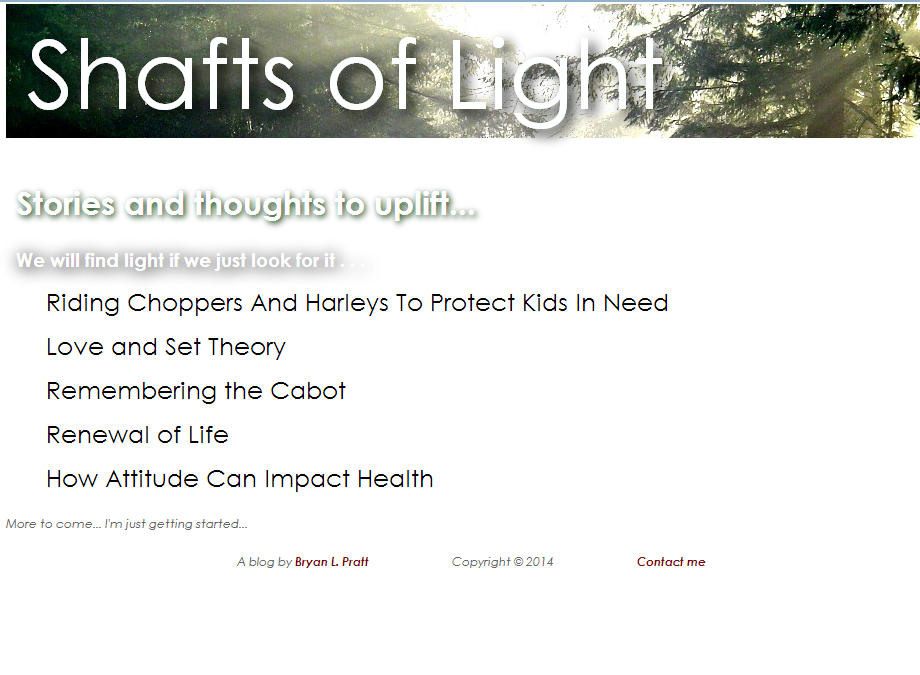 Shafts of Light
Stories and thoughts to uplift...
We will find light if we just look for it . . .
Riding Choppers And Harleys To Protect Kids In Need
Love and Set Theory
Remembering the Cabot
Renewal of Life
How Attitude Can Impact Health
More to come... I'm just getting started...
A blog by Bryan L. Pratt Copyright © 2014 Contact me